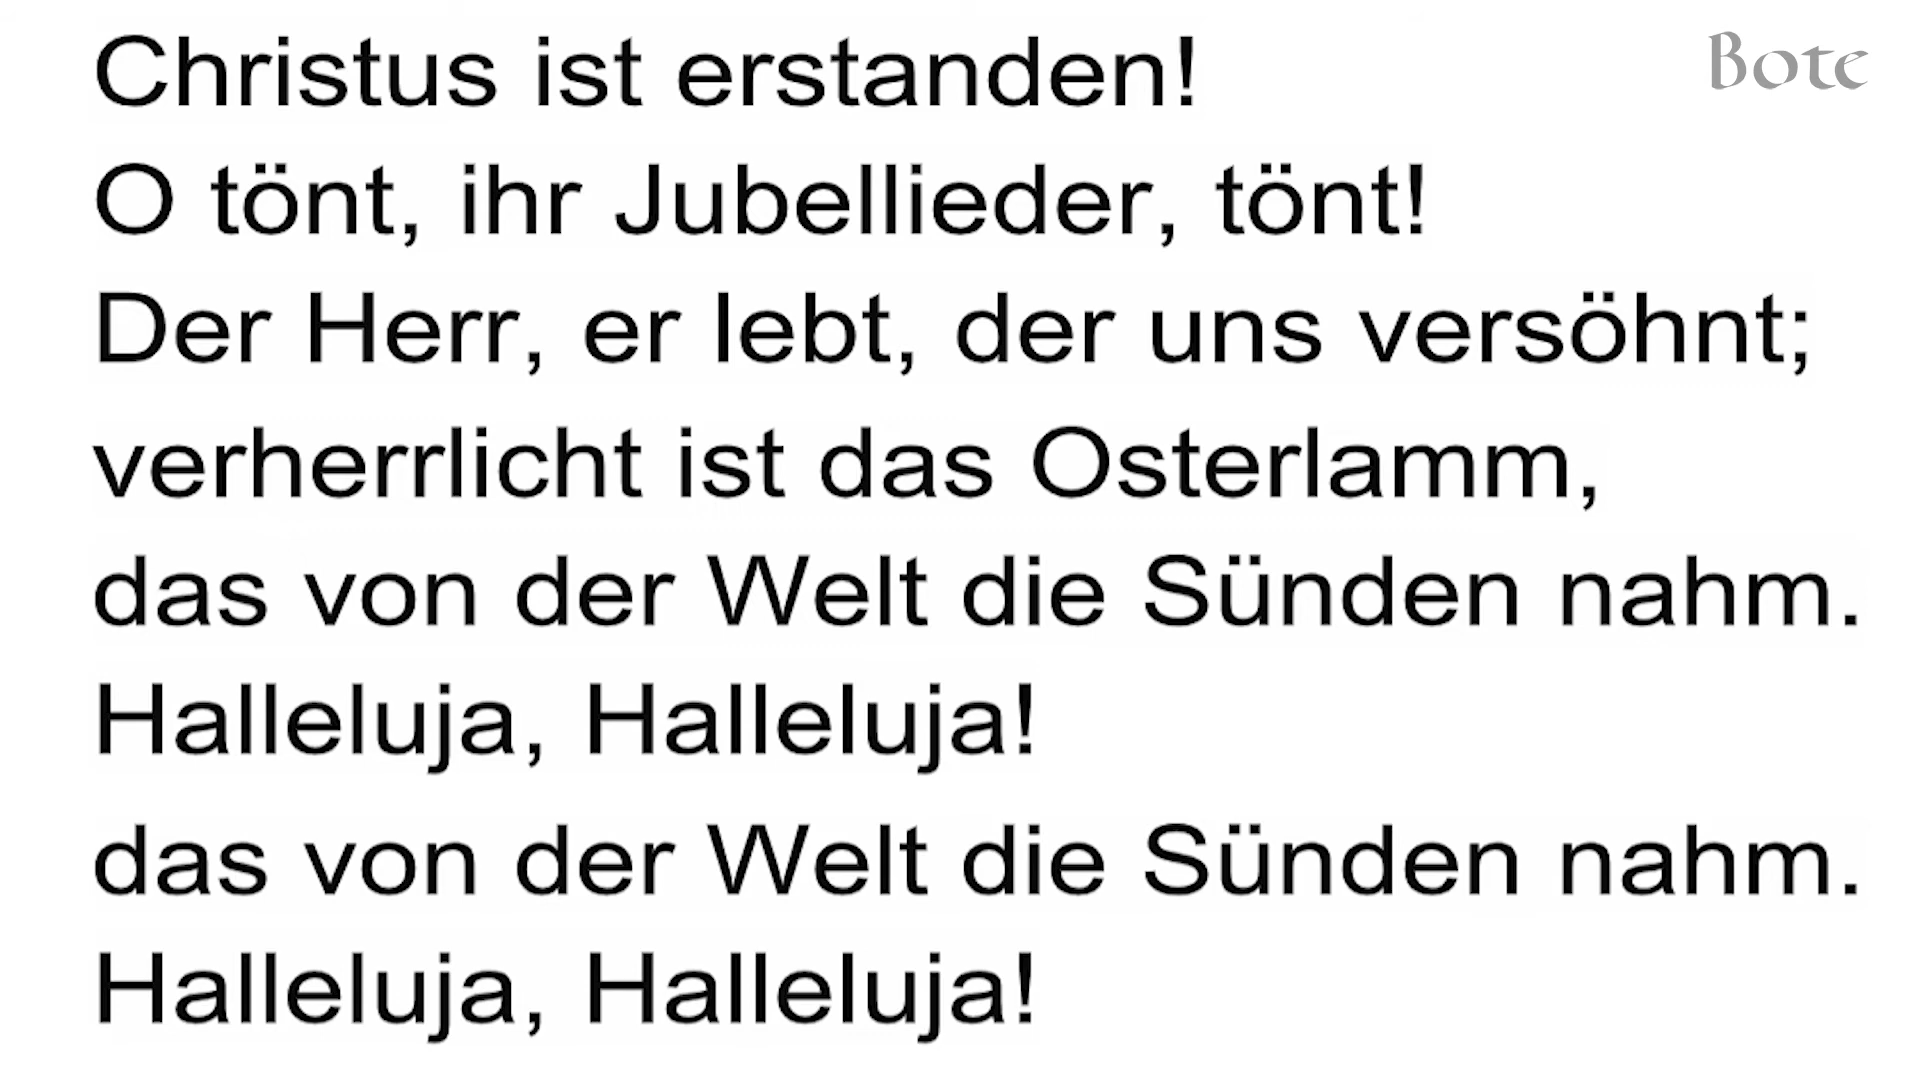 Christus ist erstanden!
Bote
O tönt, ihr Jubellieder, tönt!
Der Herr, er lebt, der uns versöhnt;
verherrlicht ist das Osterlamm,
das von der Welt die Sünden nahm.
Halleluja, Halleluja!
das von der Welt die Sünden nahm.
Halleluja, Halleluja!